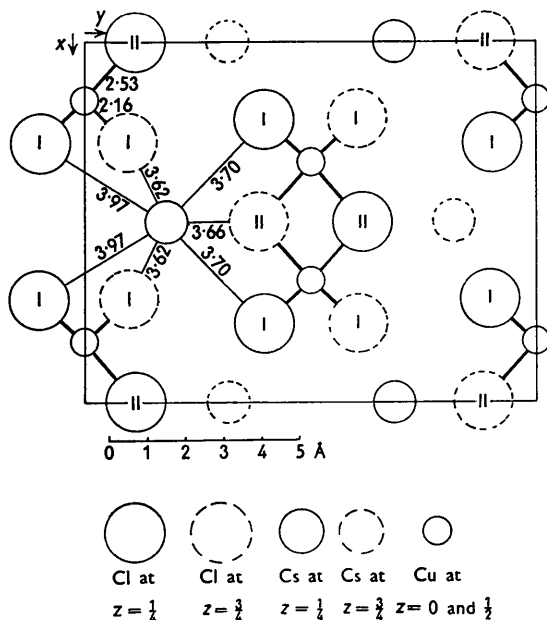 y
x
II
II
2·53
2·16
I
I
I
I
I
3·62
3·70
3·97
II
II
3·66
3·97
3·62
3·70
I
I
I
I
I
II
II
0 1 2 3 4 5 Å
Cl at Cl at Cs at Cs at Cu at
z = 1/4 z = 3/4 z = 1/4 z = 3/4 z = 0 and 1/2